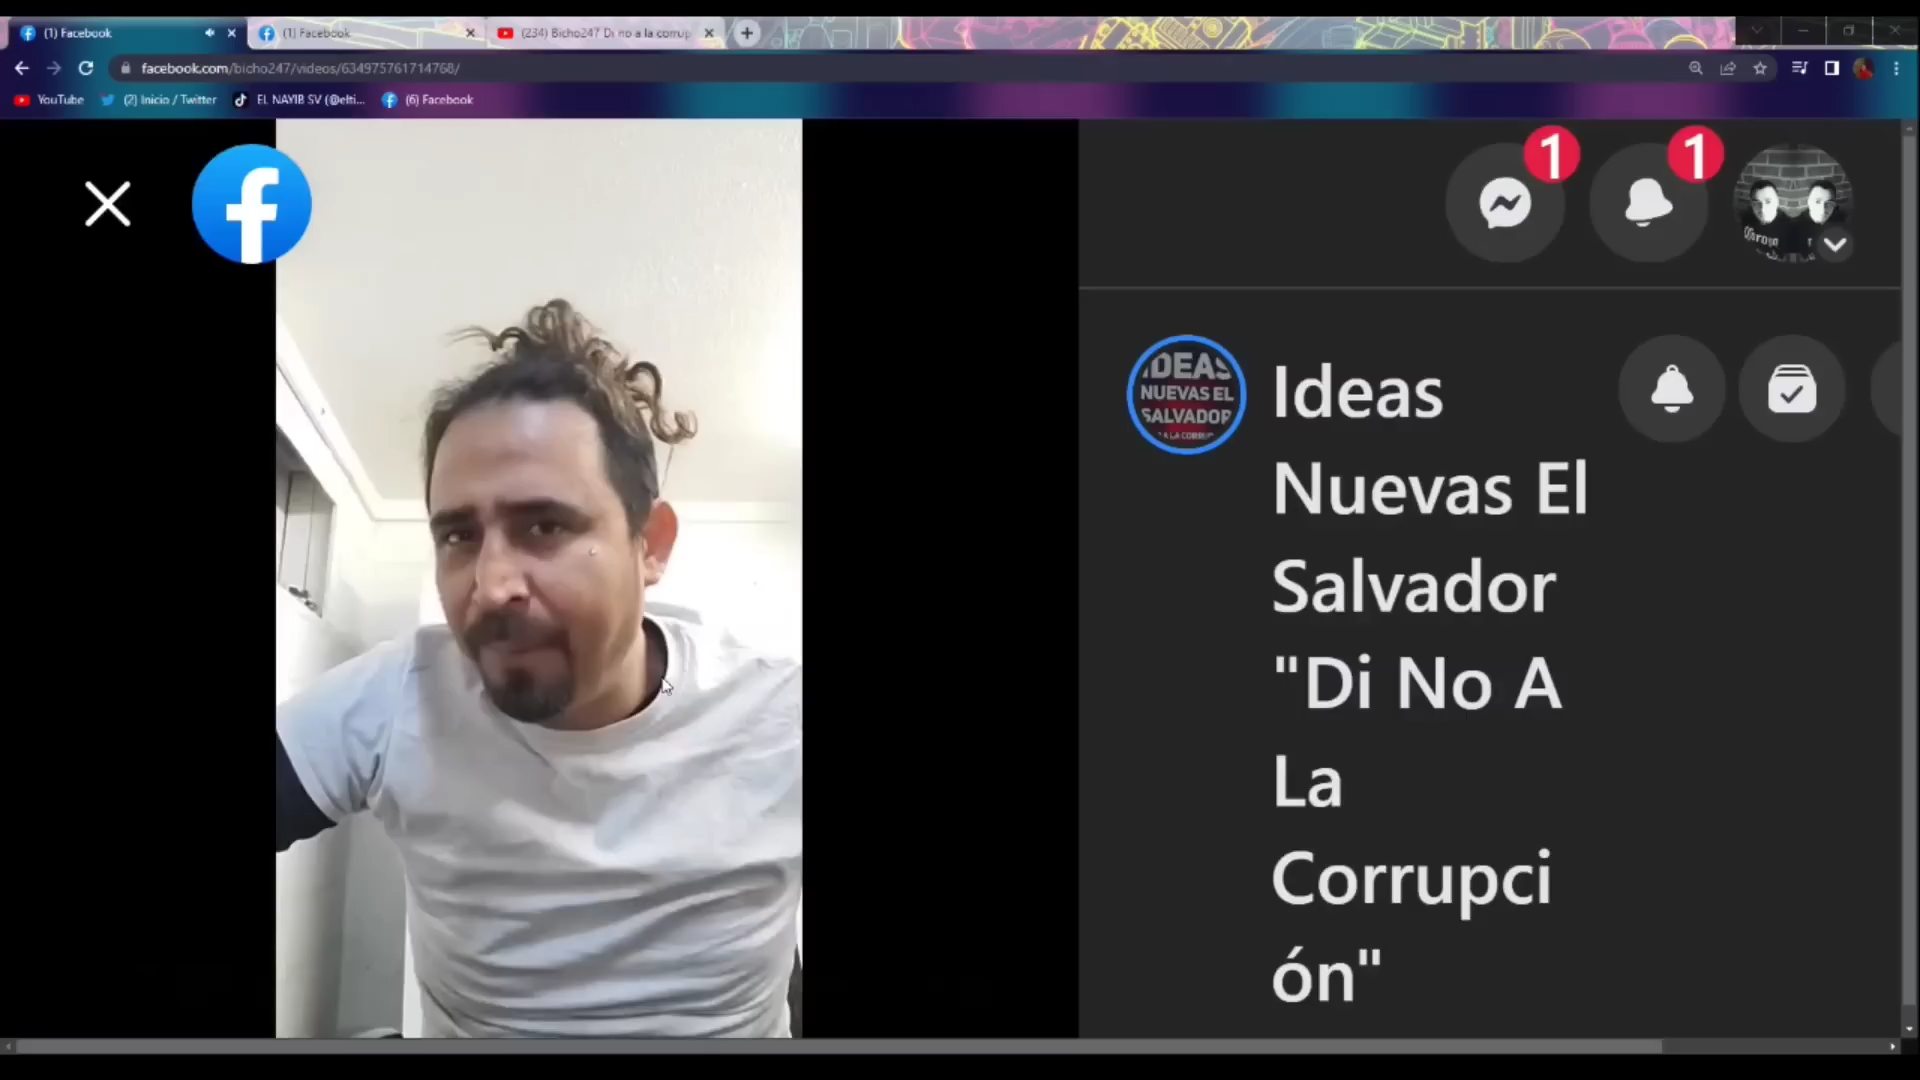 (1) Facebook
(1) Facebook
(234) Bicho247 Di no a la corrup
facebook.com/bicho247/videos/634975761714768/
YouTube
(2) Inicio / Twitter
EL NAYIB SV (@elti...
(6) Facebook
1
1
IDEAS
NUEVAS EL
SALVADOR
Ideas
Nuevas El
Salvador
"Di No A
La
Corrupci
ón"